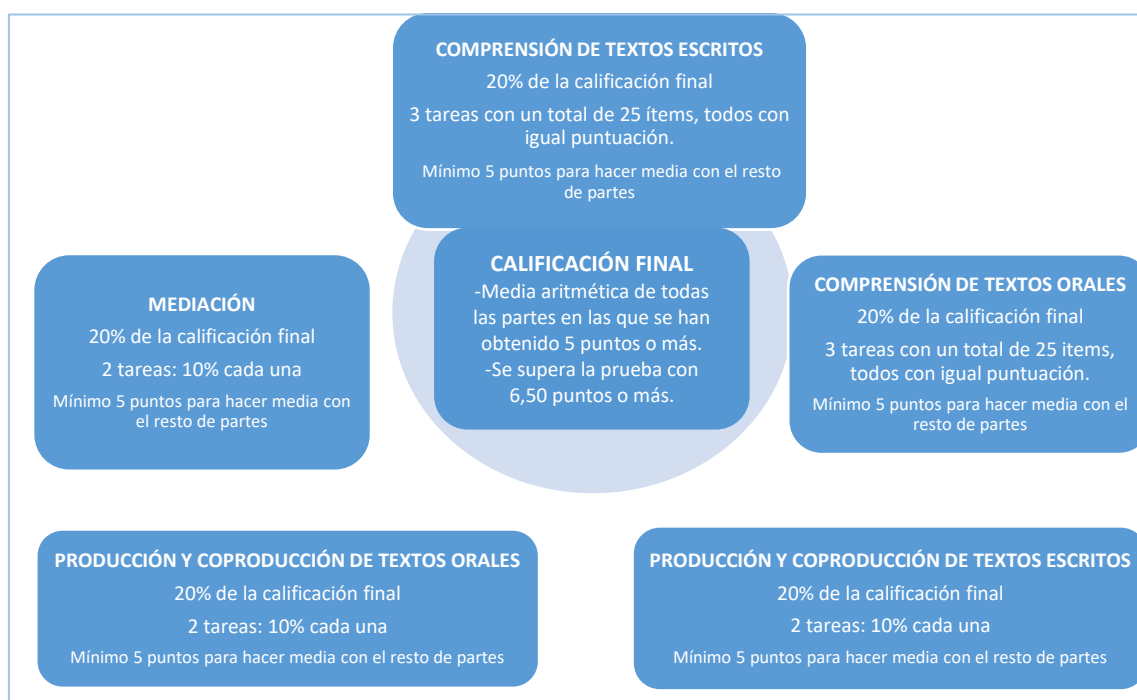 COMPRENSIÓN DE TEXTOS ESCRITOS
20% de la calificación final
3 tareas con un total de 25 ítems, todos con
igual puntuación.
Mínimo 5 puntos para hacer media con el resto
de partes
CALIFICACIÓN FINAL
-Media aritmética de todas
las partes en las que se han
obtenido 5 puntos o más.
-Se supera la prueba con
6,50 puntos o más.
MEDIACIÓN
20% de la calificación final
2 tareas: 10% cada una
Mínimo 5 puntos para hacer media con
el resto de partes
COMPRENSIÓN DE TEXTOS ORALES
20% de la calificación final
3 tareas con un total de 25 items,
todos con igual puntuación.
Mínimo 5 puntos para hacer media con el
resto de partes
PRODUCCIÓN Y COPRODUCCIÓN DE TEXTOS ORALES
20% de la calificación final
2 tareas: 10% cada una
Mínimo 5 puntos para hacer media con el resto de partes
PRODUCCIÓN Y COPRODUCCIÓN DE TEXTOS ESCRITOS
20% de la calificación final
2 tareas: 10% cada una
Mínimo 5 puntos para hacer media con el resto de partes